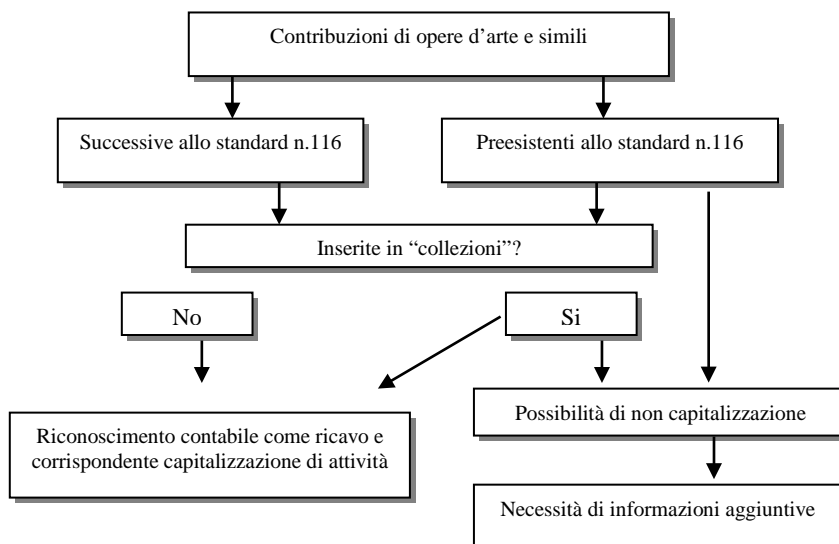 Contribuzioni di opere d'arte e simili
Successive allo standard n.116
Preesistenti allo standard n.116
Inserite in “collezioni”?
No
Si
Riconoscimento contabile come ricavo e
corrispondente capitalizzazione di attività
Possibilità di non capitalizzazione
Necessità di informazioni aggiuntive